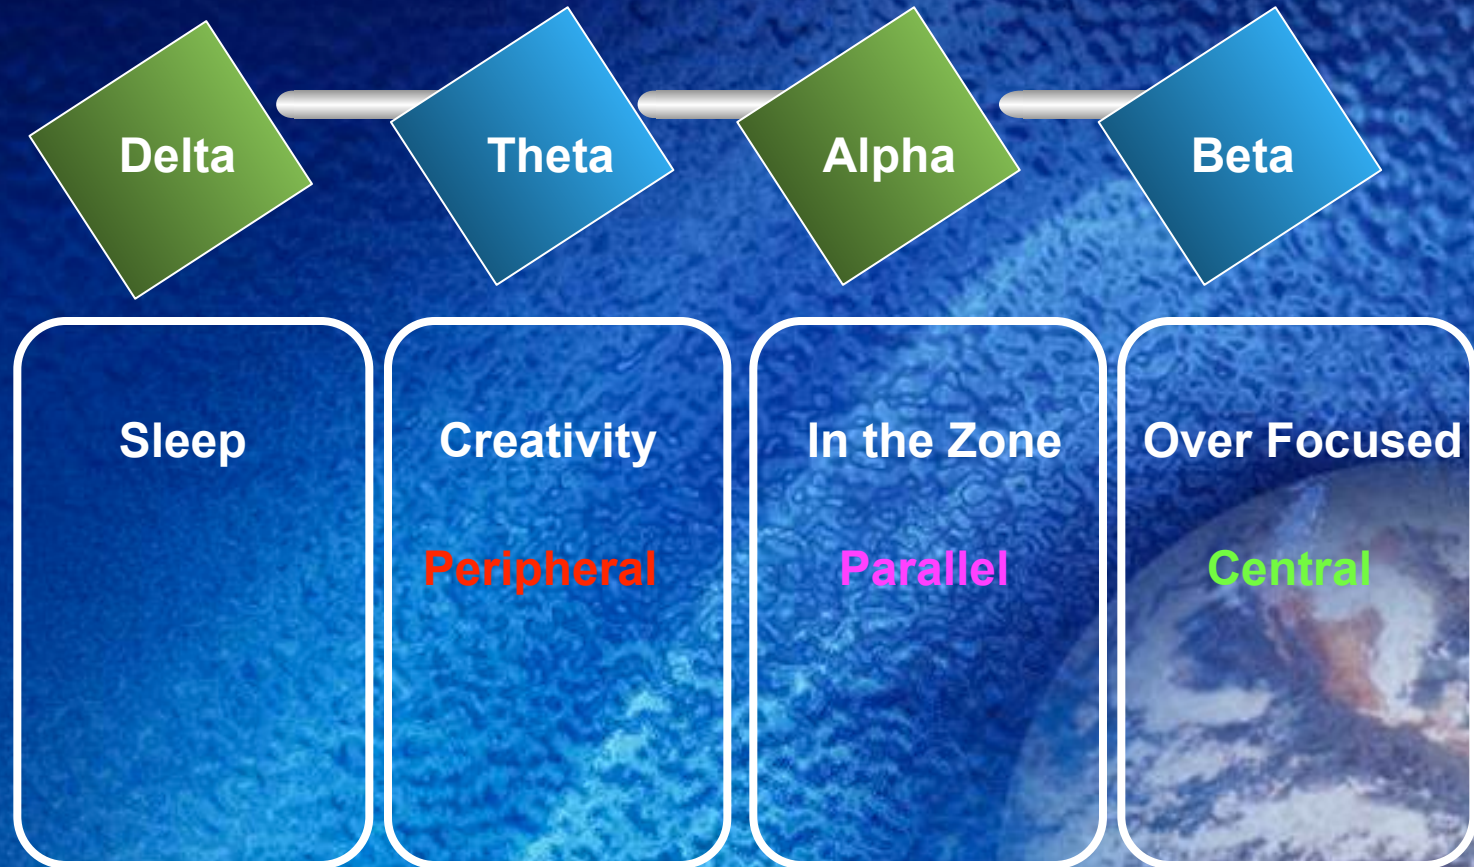 Delta
Theta
Alpha
Beta
Sleep
Creativity
In the Zone
Over Focused
Peripheral
Parallel
Central